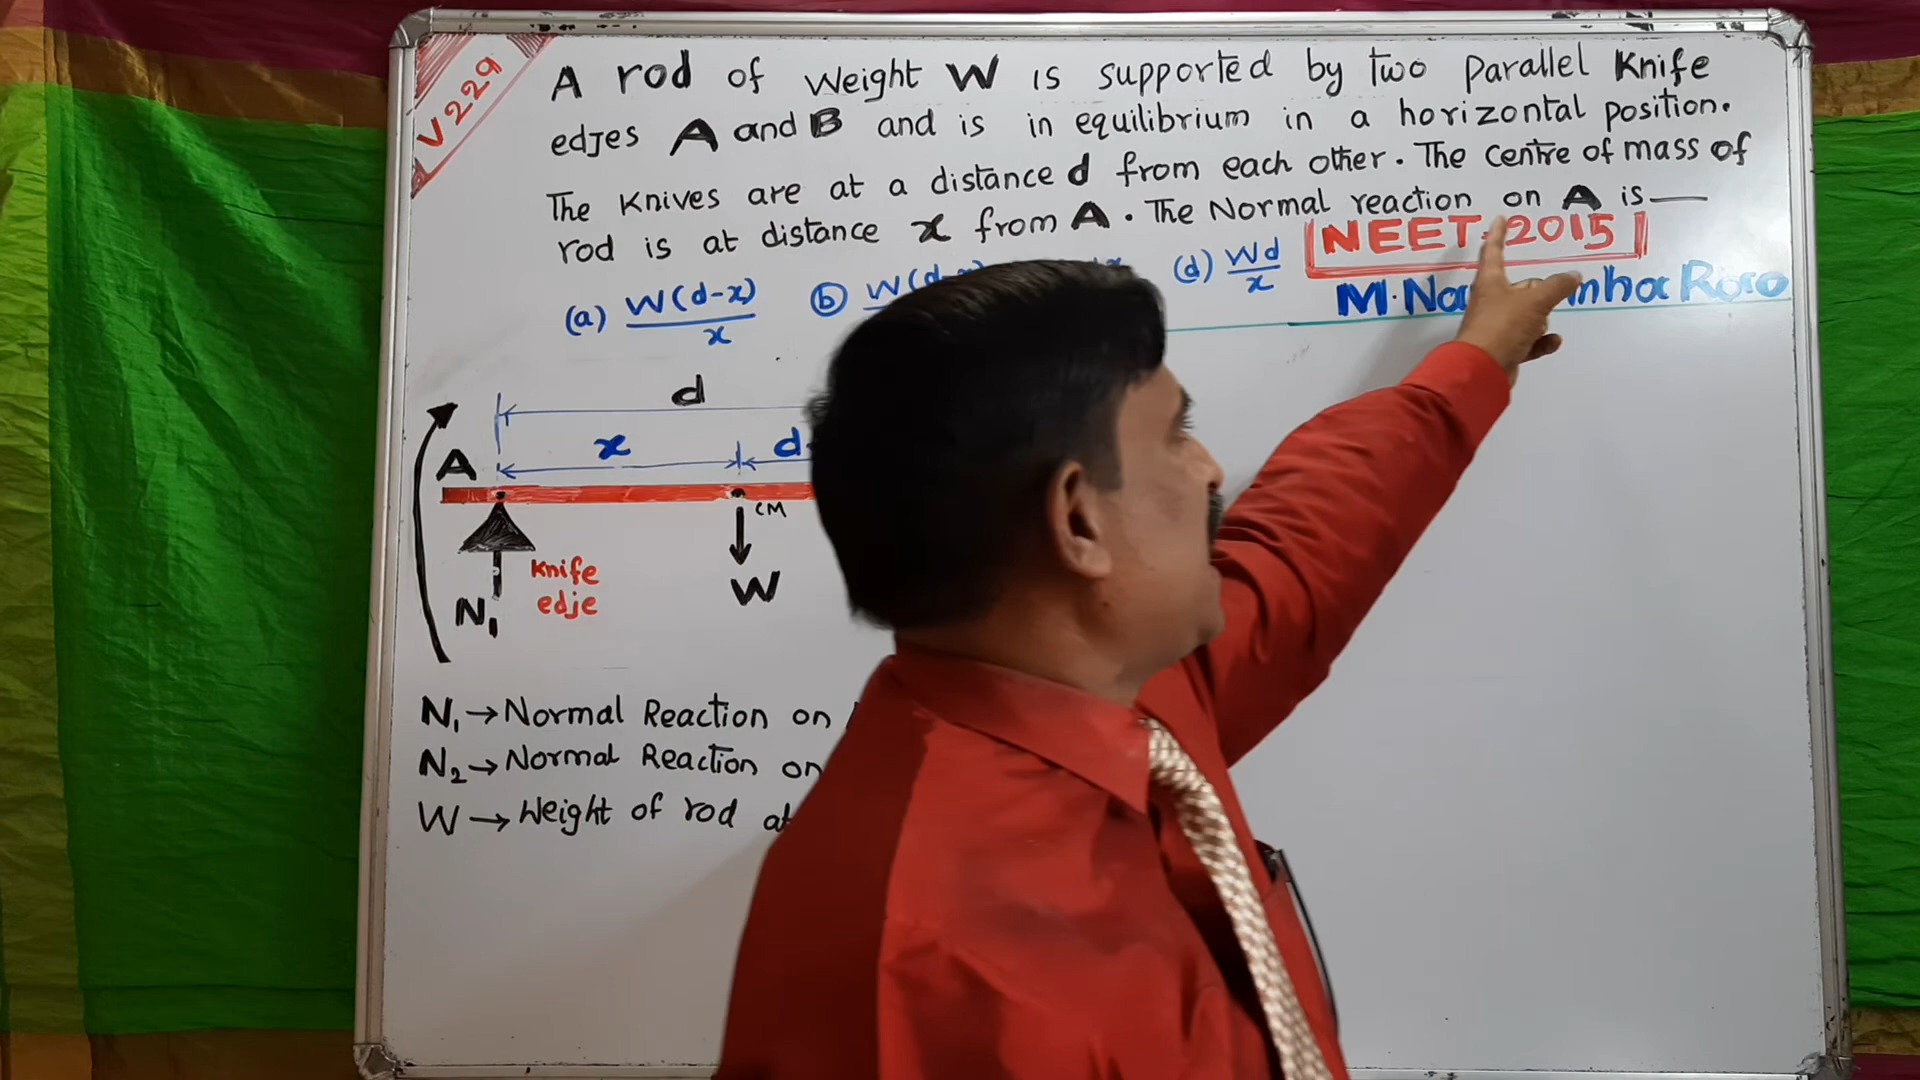 V229
A rod of Weight W is supported by two parallel Knife
edjes A and B and is in equilibrium in a horizontal position.
The Knives are at a distance d from each other. The centre of mass of
rod is at distance x from A. The Normal reaction on A is
NEET-2015
(a) W(d-x)/x (b) W(d (d) Wd/x
M.
Rao
d
x
d
A
CM
W
Knife
edje
N₁
N₁→Normal Reaction on
N₂→Normal Reaction on
W→Weight of rod at